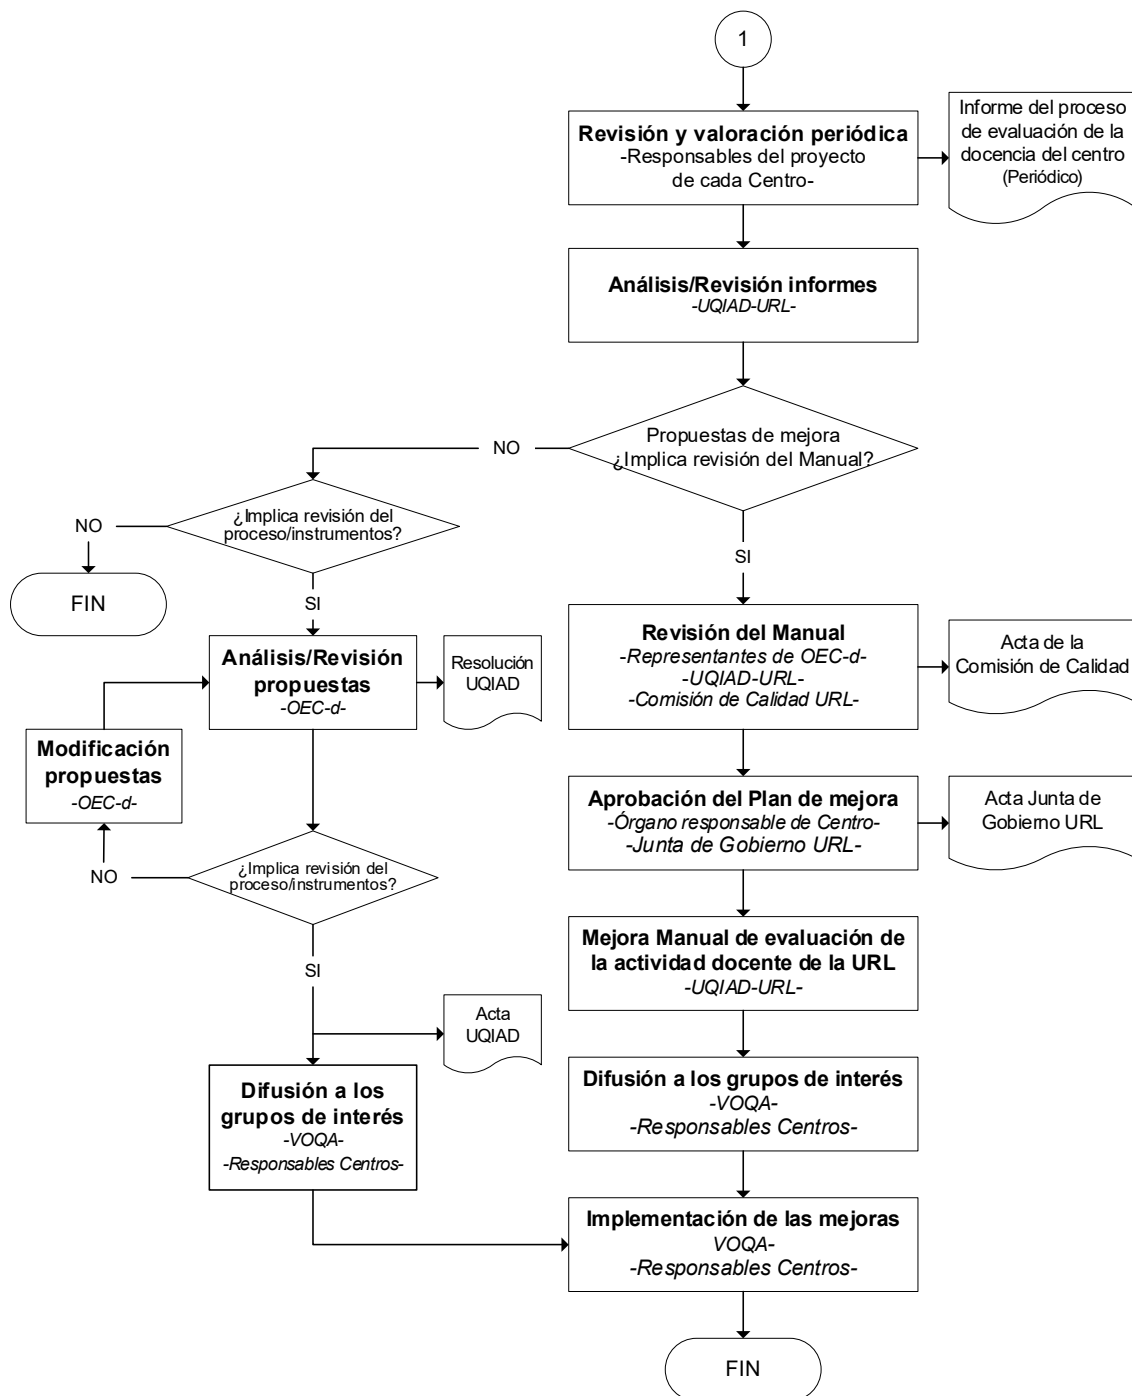 1
Revisión y valoración periódica
-Responsables del proyecto
de cada Centro-
Informe del proceso
de evaluación de la
docencia del centro
(Periódico)
Análisis/Revisión informes
-UQIAD-URL-
Propuestas de mejora
¿Implica revisión del Manual?
NO
¿Implica revisión del
proceso/instrumentos?
NO
FIN
SI
SI
Análisis/Revisión
propuestas
-OEC-d-
Resolución
UQIAD
Modificación
propuestas
-OEC-d-
¿Implica revisión del
proceso/instrumentos?
NO
SI
Acta
UQIAD
Difusión a los
grupos de interés
-VOQA-
-Responsables Centros-
Revisión del Manual
-Representantes de OEC-d-
-UQIAD-URL-
-Comisión de Calidad URL-
Acta de la
Comisión de Calidad
Aprobación del Plan de mejora
-Órgano responsable de Centro-
-Junta de Gobierno URL-
Acta Junta de
Gobierno URL
Mejora Manual de evaluación de
la actividad docente de la URL
-UQIAD-URL-
Difusión a los grupos de interés
-VOQA-
-Responsables Centros-
Implementación de las mejoras
VOQA-
-Responsables Centros-
FIN